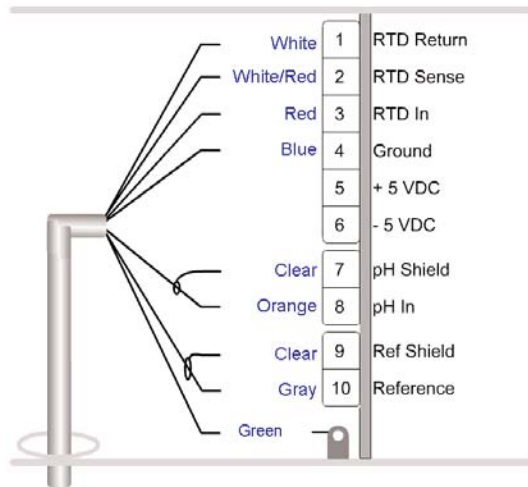 White 1 RTD Return
White/Red 2 RTD Sense
Red 3 RTD In
Blue 4 Ground
5 + 5 VDC
6 - 5 VDC
Clear 7 pH Shield
Orange 8 pH In
Clear 9 Ref Shield
Gray 10 Reference
Green